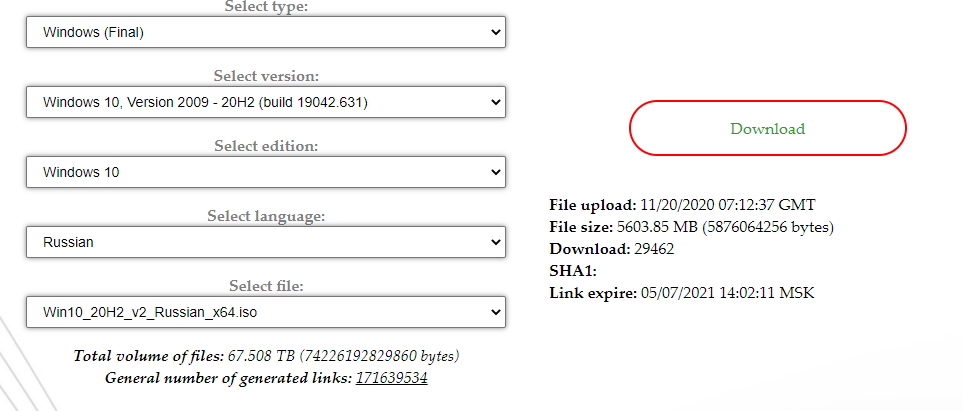 Select type:
Windows (Final)
Select version:
Windows 10, Version 2009 - 20H2 (build 19042.631)
Select edition:
Windows 10
Select language:
Russian
Select file:
Win10_20H2_v2_Russian_x64.iso
Total volume of files: 67.508 TB (74226192829860 bytes)
General number of generated links: 171639534
Download
File upload: 11/20/2020 07:12:37 GMT
File size: 5603.85 MB (5876064256 bytes)
Download: 29462
SHA1:
Link expire: 05/07/2021 14:02:11 MSK